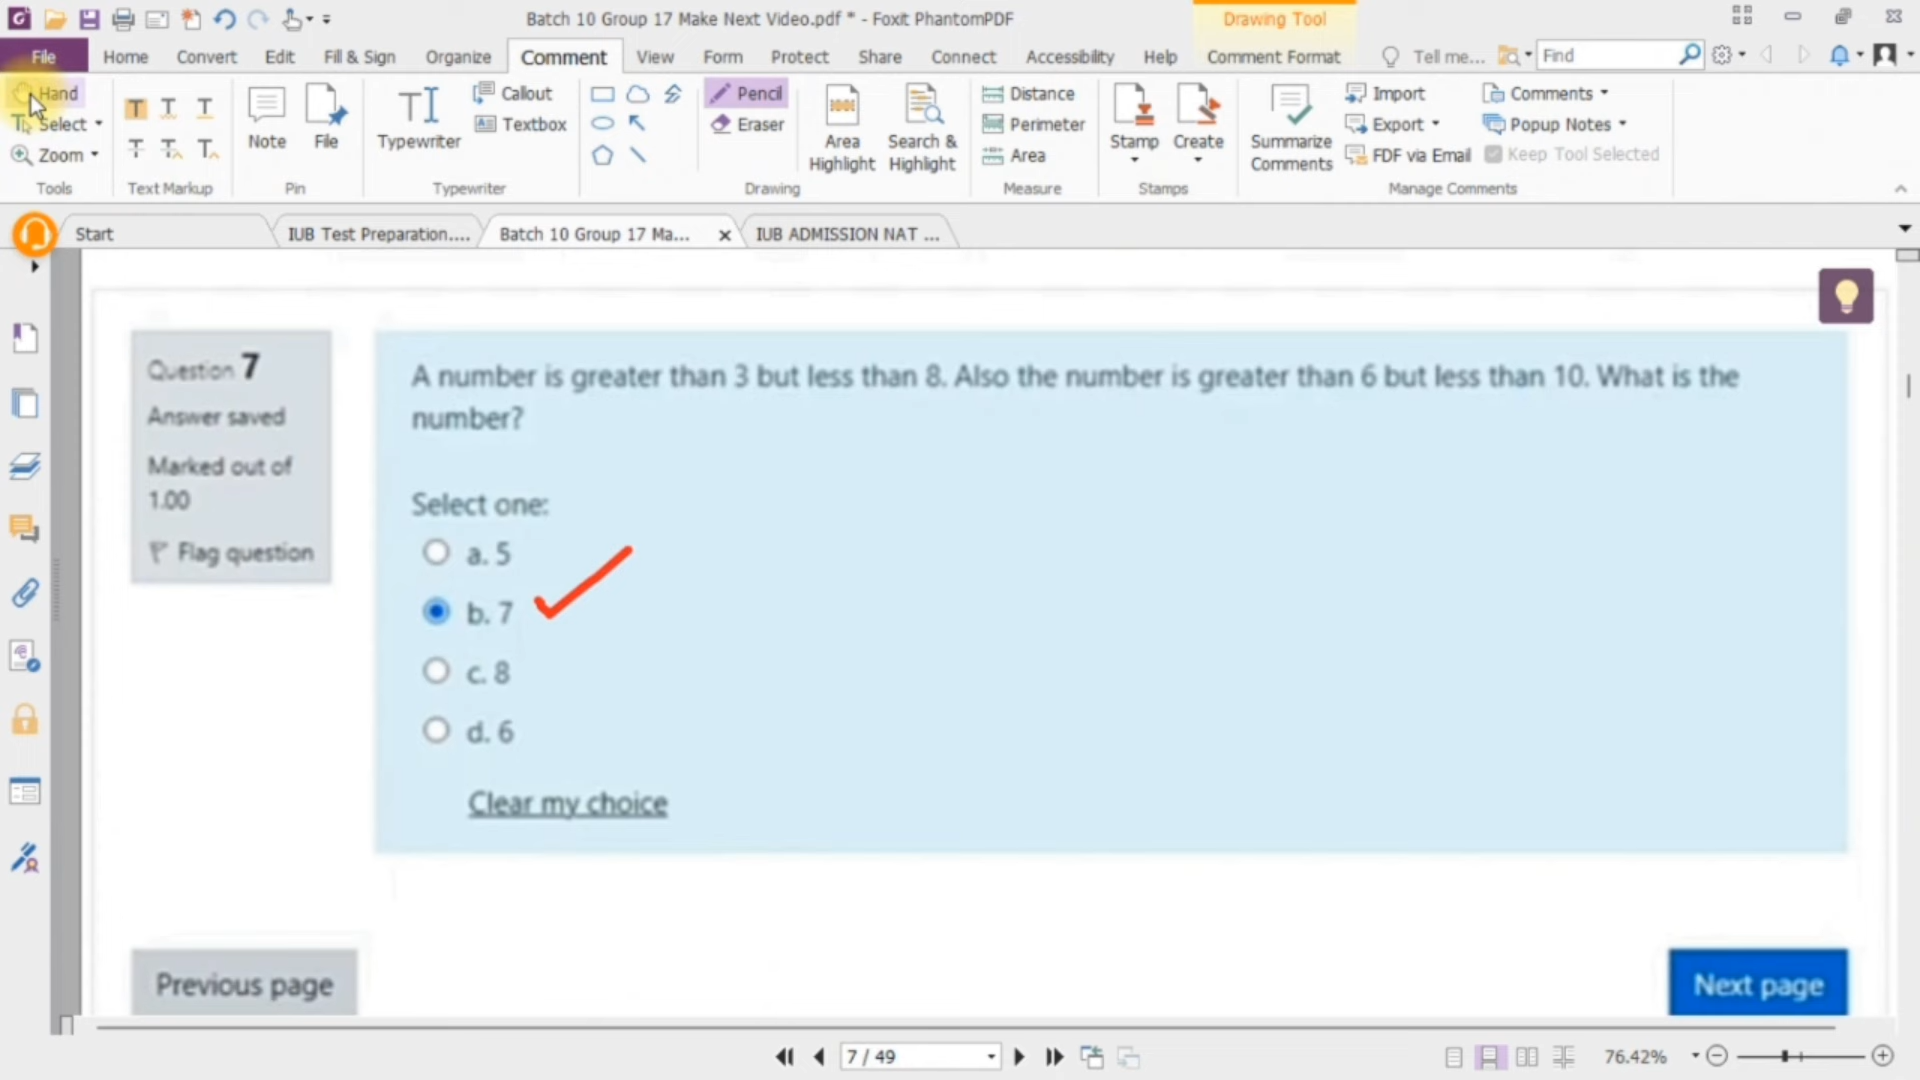 Batch 10 Group 17 Make Next Video.pdf * - Foxit PhantomPDF
Drawing Tool
File Home Convert Edit Fill & Sign Organize Comment View Form Protect Share Connect Accessibility Help Comment Format Tell me... Find
Hand
Select
Zoom
Tools
Text Markup
Note
File
Pin
Typewriter
Callout
Textbox
Typewriter
Pencil
Eraser
Area
Highlight
Search &
Highlight
Drawing
Distance
Perimeter
Area
Measure
Stamp
Create
Stamps
Summarize
Comments
Import
Export
FDF via Email
Comments
Popup Notes
Keep Tool Selected
Manage Comments
Start
IUB Test Preparation....
Batch 10 Group 17 Ma...
IUB ADMISSION NAT ...
Question 7
Answer saved
Marked out of
1.00
Flag question
A number is greater than 3 but less than 8. Also the number is greater than 6 but less than 10. What is the
number?
Select one:
a. 5
b. 7
c. 8
d. 6
Clear my choice
Previous page
Next page
7 / 49
76.42%